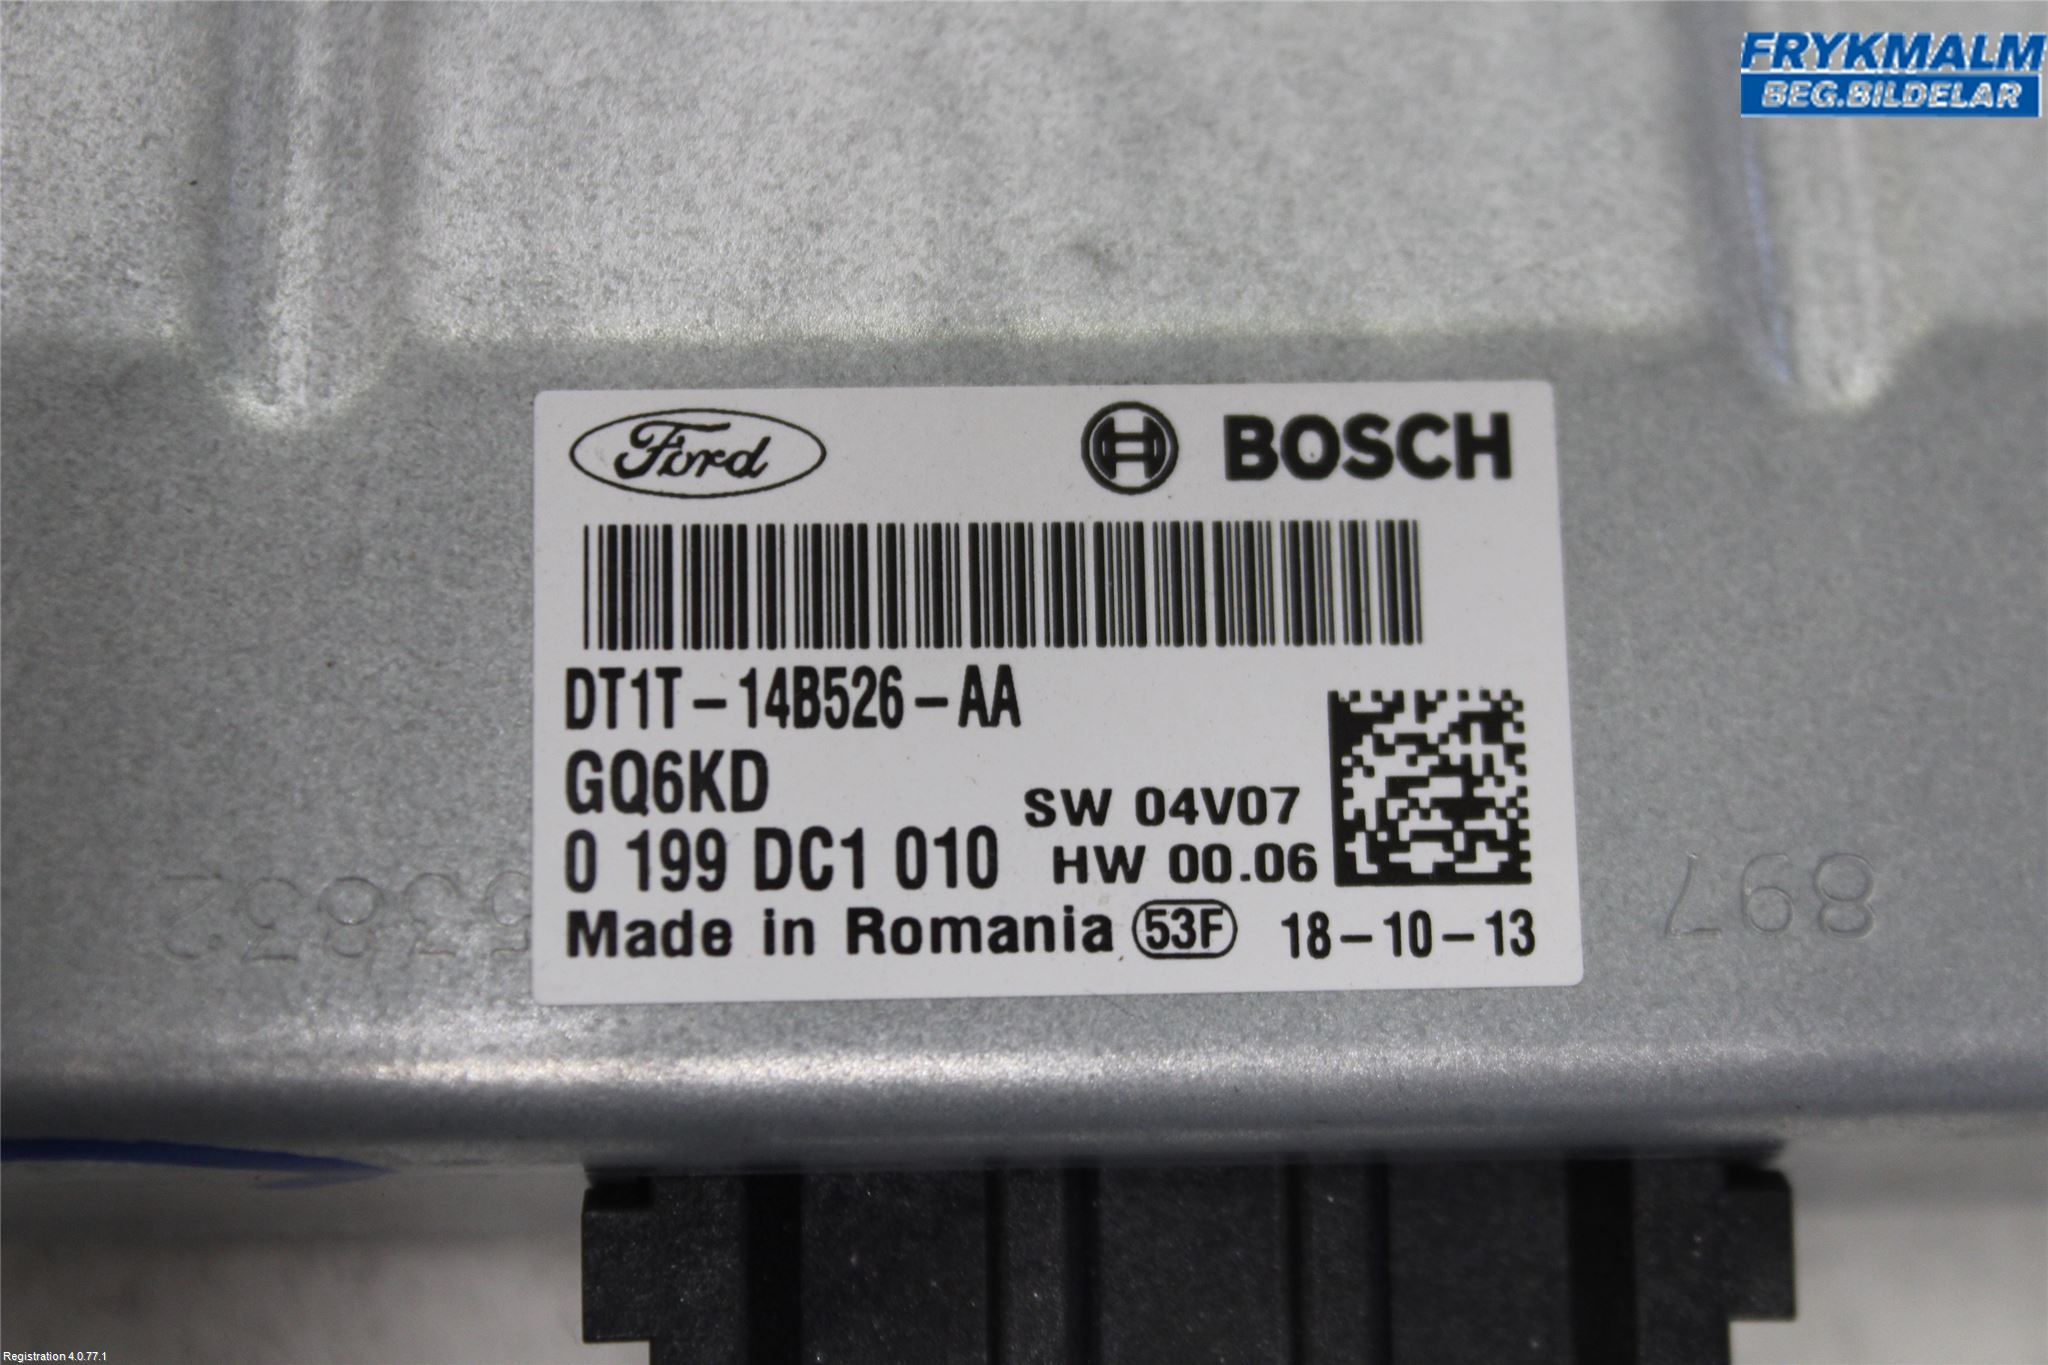 FRYKMALM
BEG.BILDELAR
Ford
BOSCH
DT1T-14B526-AA
GQ6KD
SW 04V07
0 199 DC1 010
HW 00.06
Made in Romania 53F 18-10-13
897
Registration 4.0.77.1